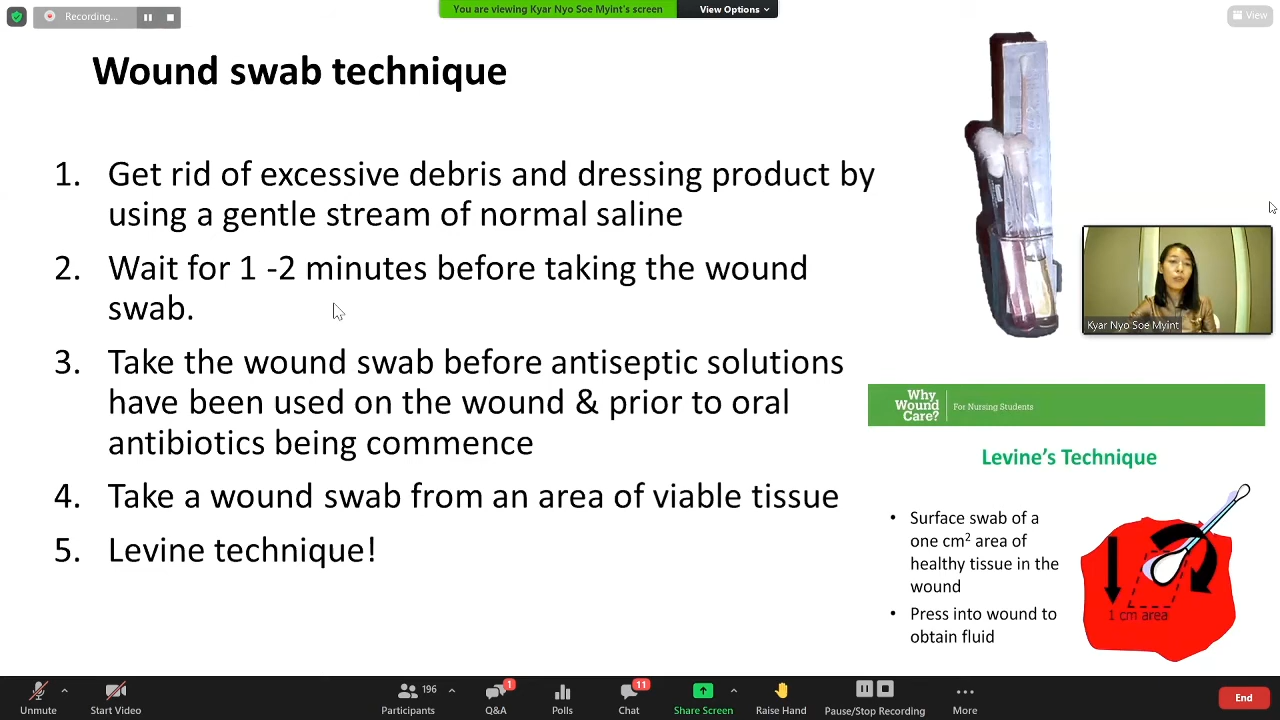 Recording...
You are viewing Kyar Nyo Soe Myint's screen
View Options
View
Wound swab technique
1. Get rid of excessive debris and dressing product by
using a gentle stream of normal saline
2. Wait for 1 -2 minutes before taking the wound
swab.
3. Take the wound swab before antiseptic solutions
have been used on the wound & prior to oral
antibiotics being commence
4. Take a wound swab from an area of viable tissue
5. Levine technique!
Kyar Nyo Soe Myint
Why
Wound
Care?
For Nursing Students
Levine's Technique
• Surface swab of a
one cm² area of
healthy tissue in the
wound
• Press into wound to
obtain fluid
1 cm area
Unmute
Start Video
196
Participants
1
Q&A
Polls
11
Chat
Share Screen
Raise Hand
Pause/Stop Recording
More
End